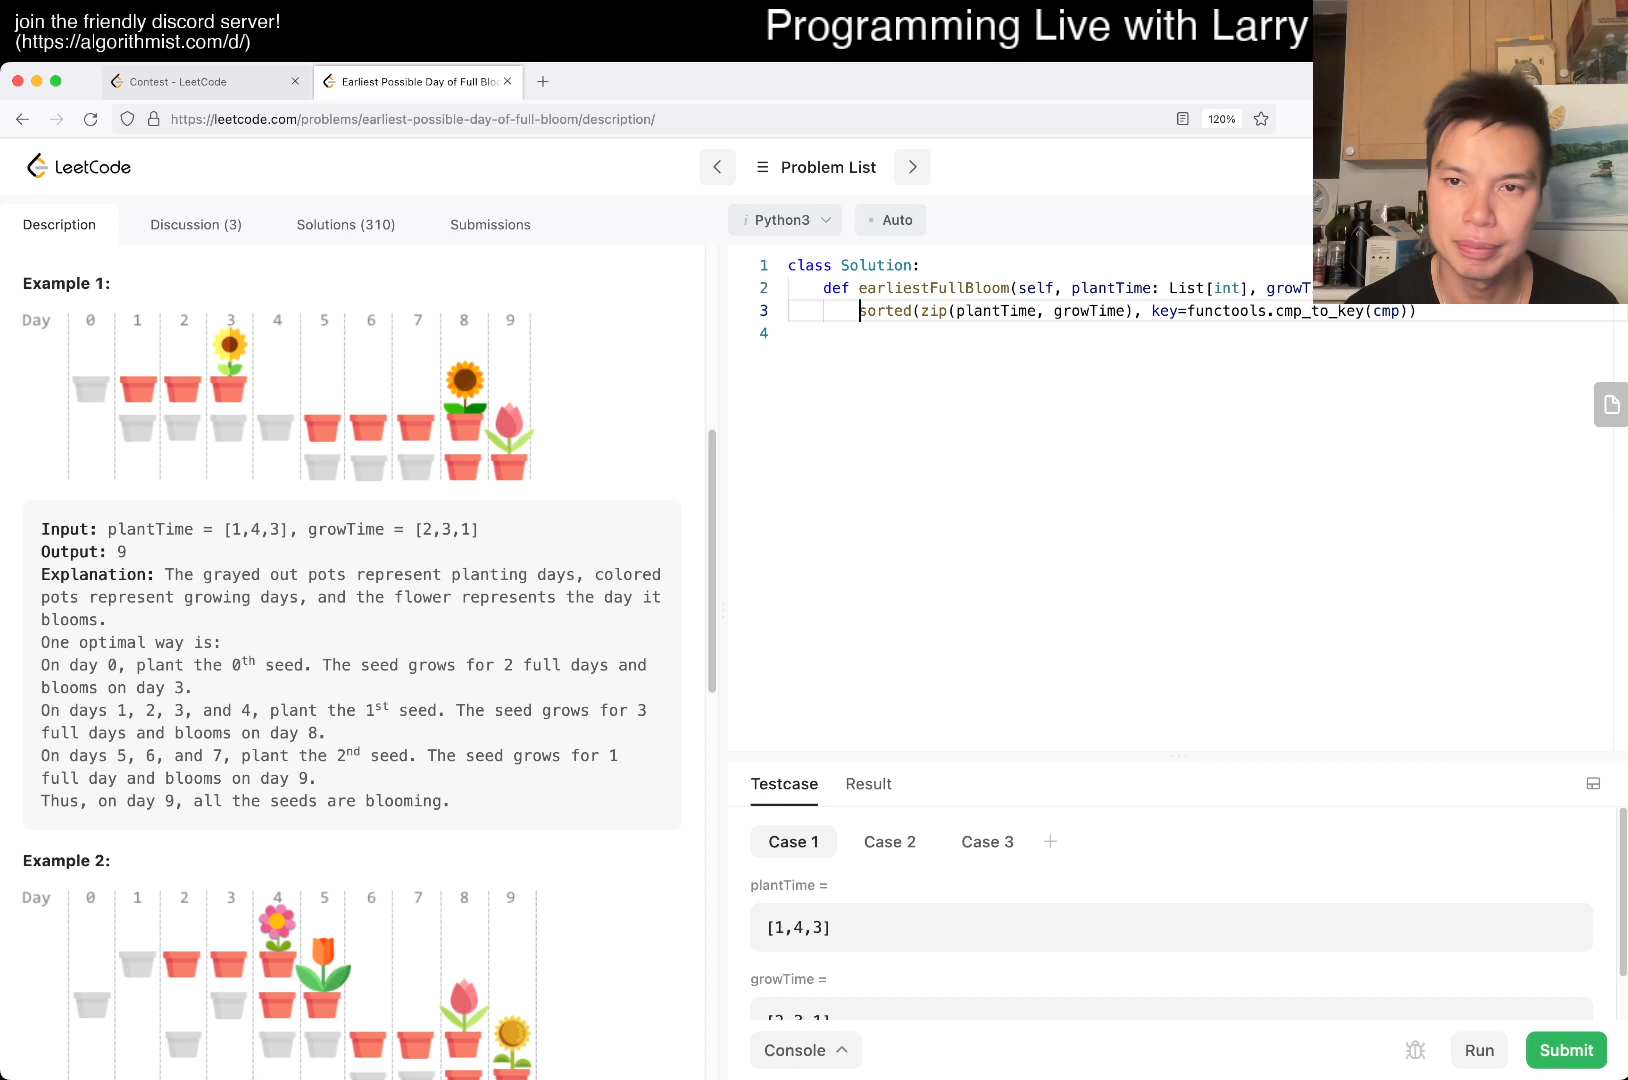 join the friendly discord server!
(https://algorithmist.com/d/)
Programming Live with Larry
Contest - LeetCode
Earliest Possible Day of Full Bloo
https://leetcode.com/problems/earliest-possible-day-of-full-bloom/description/
120%
LeetCode
Problem List
Description
Discussion (3)
Solutions (310)
Submissions
i Python3
Auto
Example 1:
Day 0 1 2 3 4 5 6 7 8 9
Input: plantTime = [1,4,3], growTime = [2,3,1]
Output: 9
Explanation: The grayed out pots represent planting days, colored
pots represent growing days, and the flower represents the day it
blooms.
One optimal way is:
On day 0, plant the 0th seed. The seed grows for 2 full days and
blooms on day 3.
On days 1, 2, 3, and 4, plant the 1st seed. The seed grows for 3
full days and blooms on day 8.
On days 5, 6, and 7, plant the 2nd seed. The seed grows for 1
full day and blooms on day 9.
Thus, on day 9, all the seeds are blooming.
Example 2:
Day 0 1 2 3 4 5 6 7 8 9
1 class Solution:
2 def earliestFullBloom(self, plantTime: List[int], growT
3 sorted(zip(plantTime, growTime), key=functools.cmp_to_key(cmp))
4
Testcase
Result
Case 1
Case 2
Case 3
plantTime =
[1,4,3]
growTime =
[2,3,1]
Console
Run
Submit